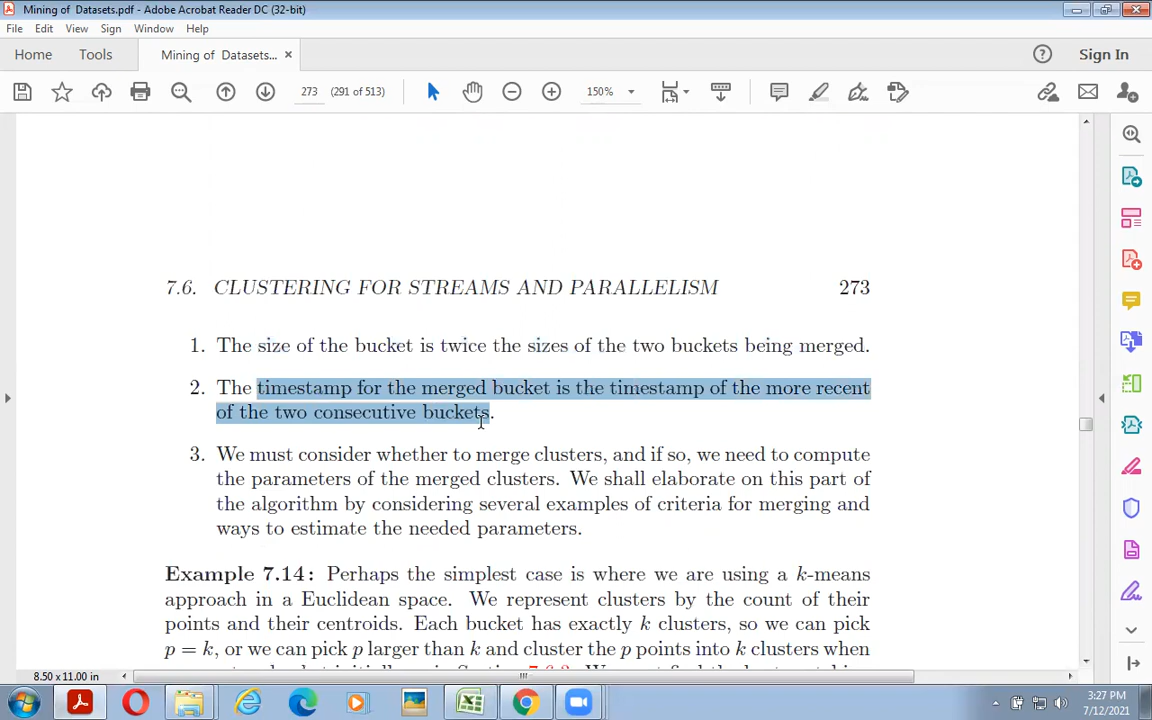 Mining of Datasets.pdf - Adobe Acrobat Reader DC (32-bit)
File Edit View Sign Window Help
Home Tools Mining of Datasets... × Sign In
273 (291 of 513) 150%
7.6. CLUSTERING FOR STREAMS AND PARALLELISM 273
1. The size of the bucket is twice the sizes of the two buckets being merged.
2. The timestamp for the merged bucket is the timestamp of the more recent
of the two consecutive buckets.
3. We must consider whether to merge clusters, and if so, we need to compute
the parameters of the merged clusters. We shall elaborate on this part of
the algorithm by considering several examples of criteria for merging and
ways to estimate the needed parameters.
Example 7.14: Perhaps the simplest case is where we are using a k-means
approach in a Euclidean space. We represent clusters by the count of their
points and their centroids. Each bucket has exactly k clusters, so we can pick
p = k, or we can pick p larger than k and cluster the p points into k clusters when
8.50 x 11.00 in
3:27 PM
7/12/2021